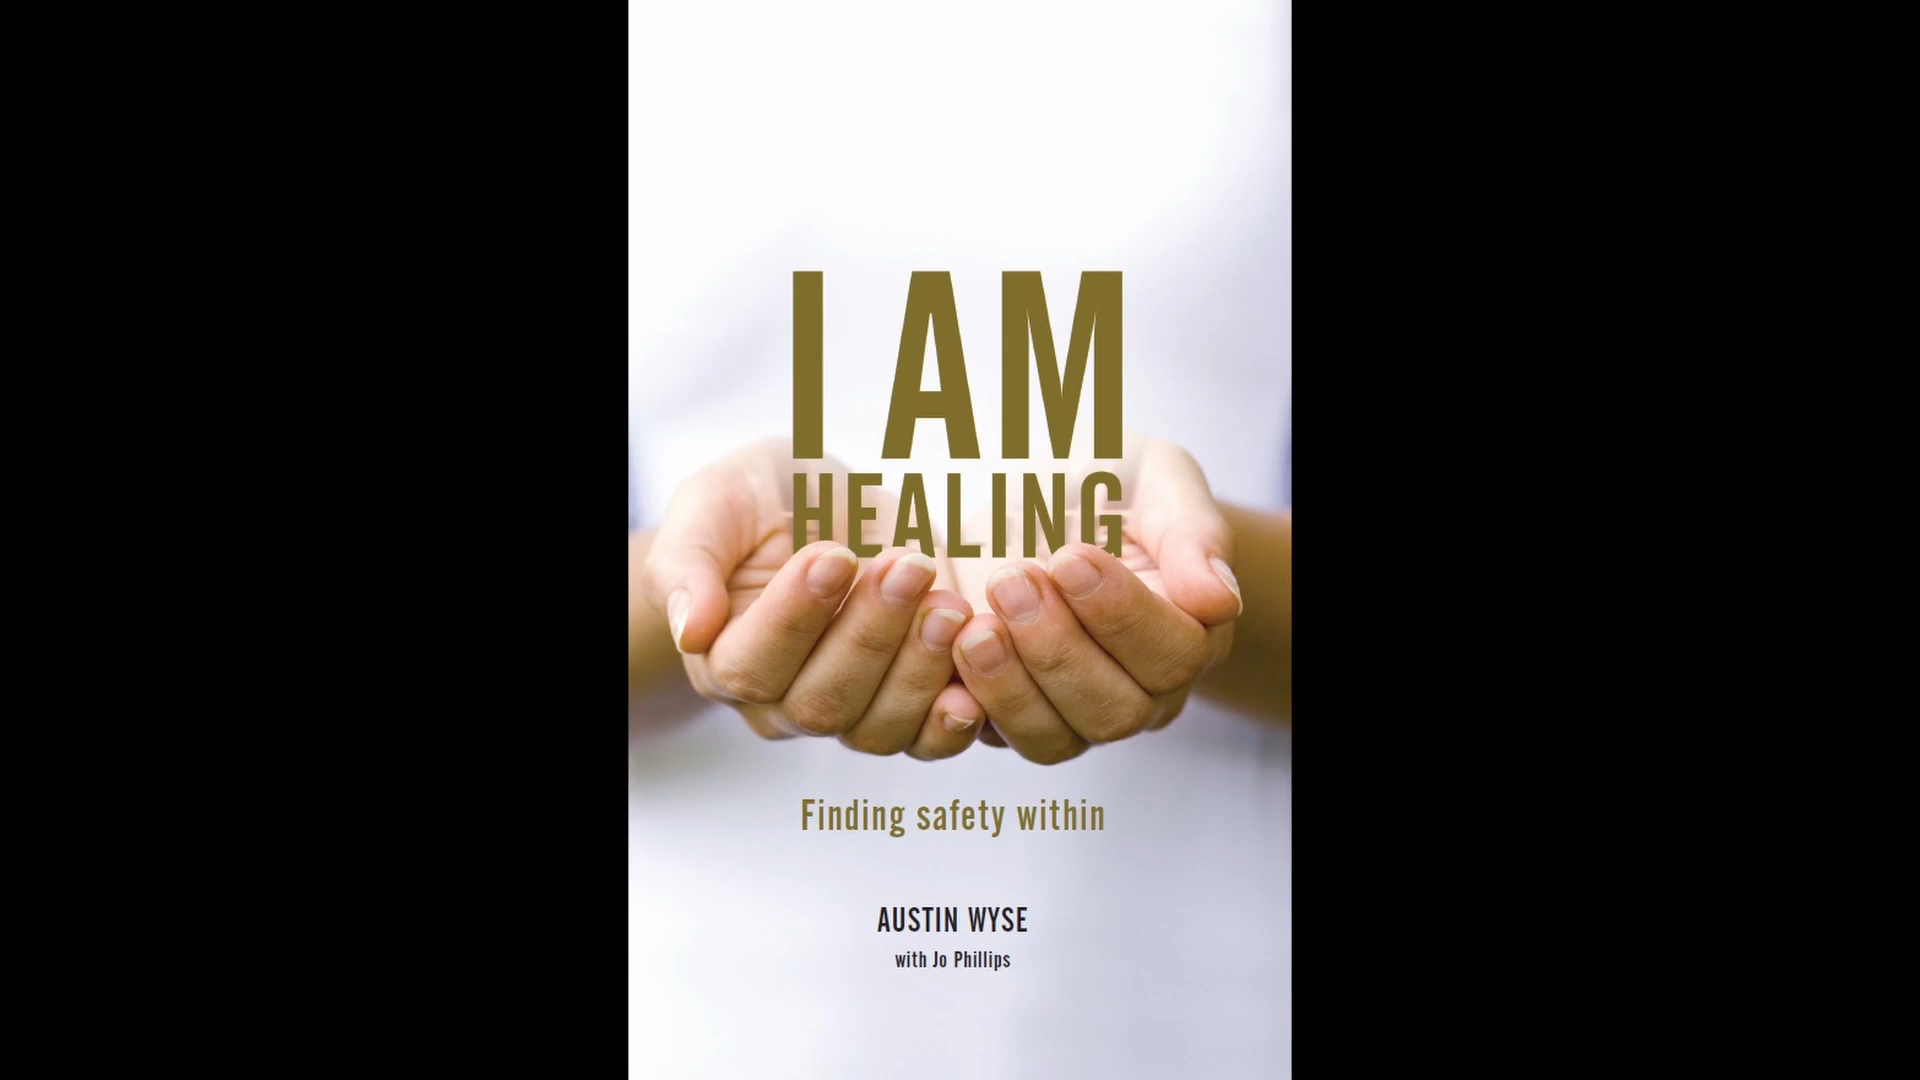 I AM
HEALING
Finding safety within
AUSTIN WYSE
with Jo Phillips